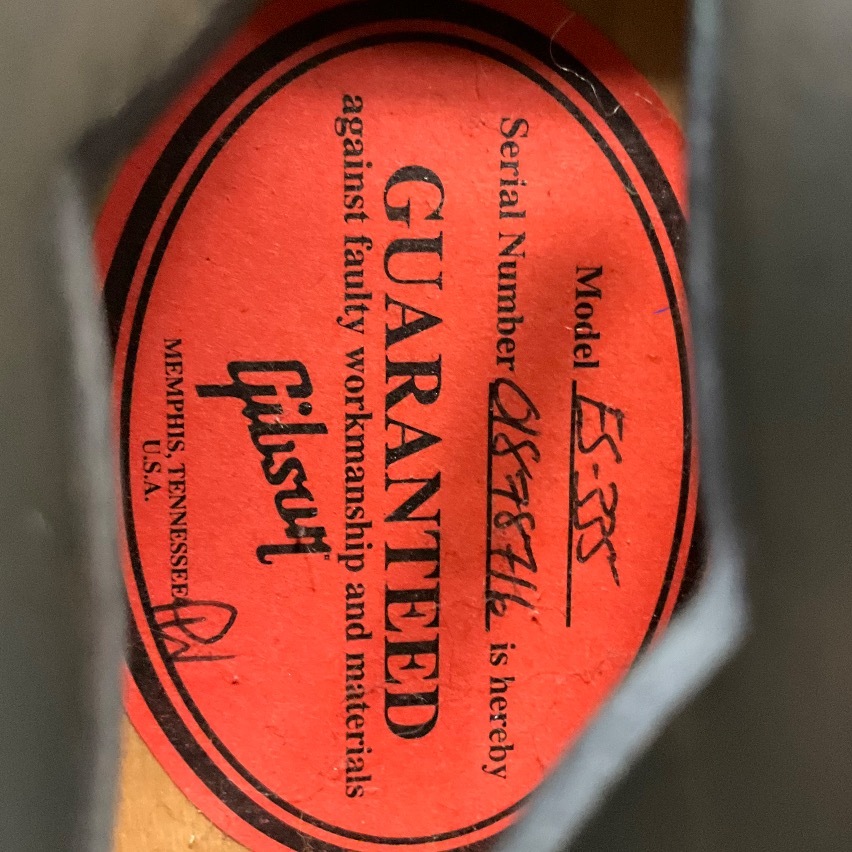 Model ES-335
Serial Number 01878716 is hereby
GUARANTEED
against faulty workmanship and materials
Gibson
MEMPHIS, TENNESSEE
U.S.A.